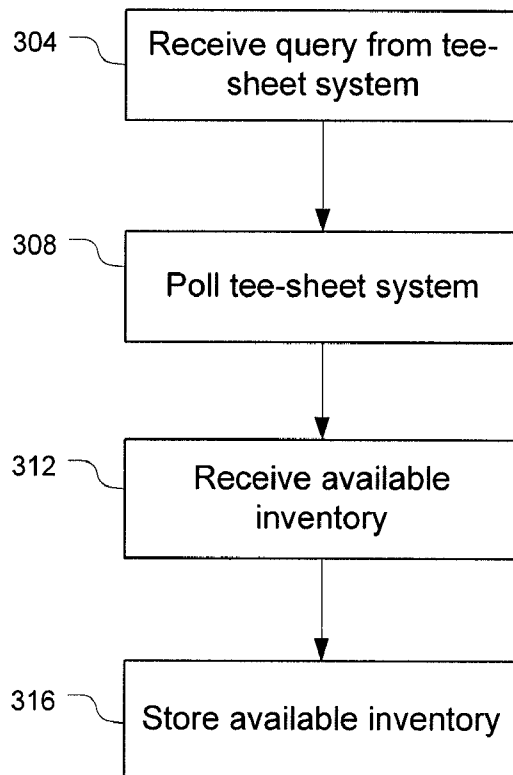 304
Receive query from tee-
sheet system
308
Poll tee-sheet system
312
Receive available
inventory
316
Store available inventory